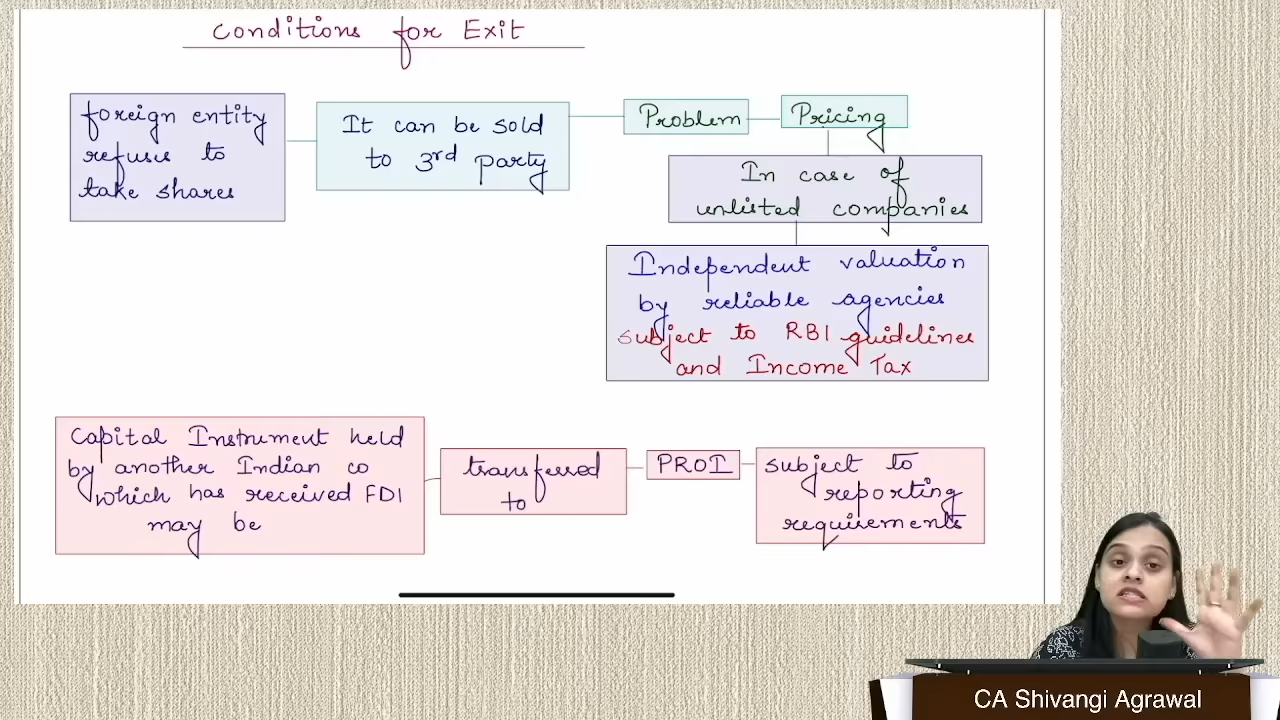 Conditions for Exit
foreign entity
refuses to
take shares
It can be sold
to 3rd party
Problem
Pricing
In case of
unlisted companies
Independent valuation
by reliable agencies
subject to RBI guidelines
and Income Tax
Capital Instrument held
by another Indian co
which has received FDI
may be
transferred
to
PROI
subject to
reporting
requirements
CA Shivangi Agrawal